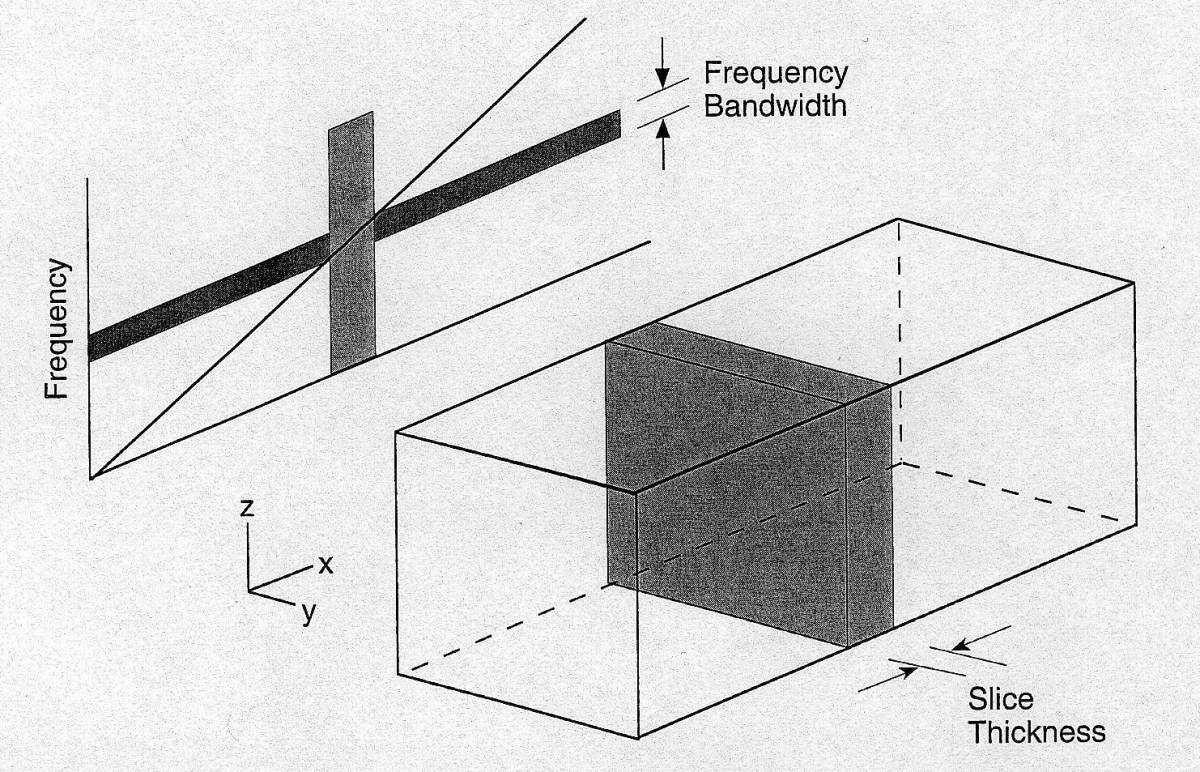 Frequency
Bandwidth
Frequency
z
x
y
Slice
Thickness